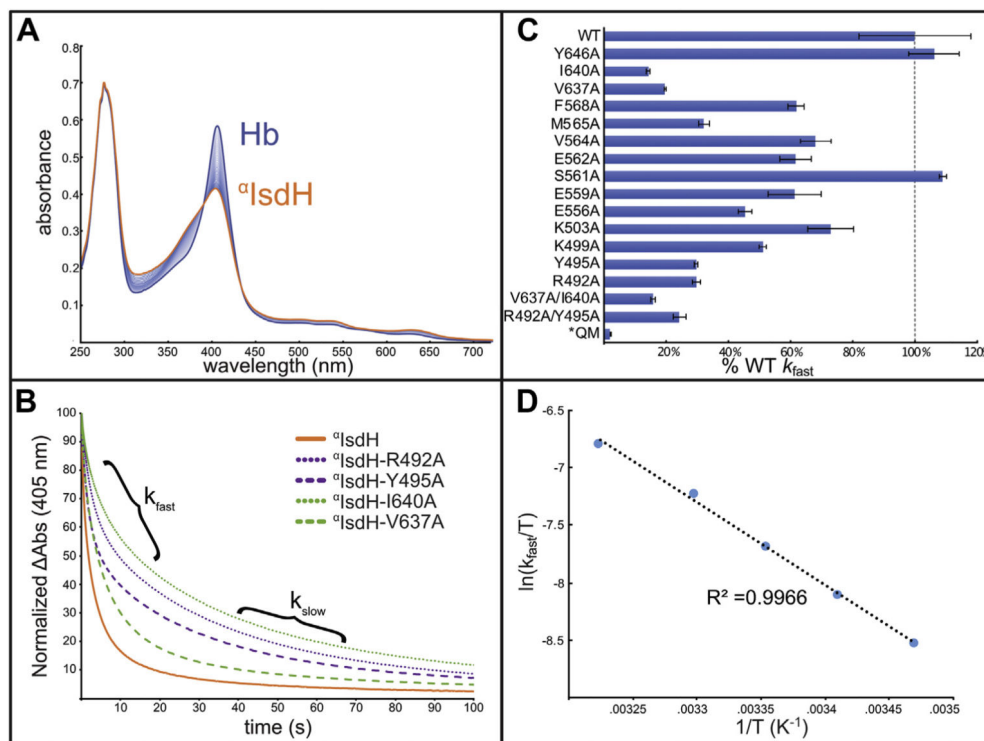 A
0.8
0.7
0.6
0.5
0.4
0.3
0.2
0.1
absorbance
Hb
αIsdH
250 300 350 400 450 500 550 600 650 700
wavelength (nm)
C
WT
Y646A
I640A
V637A
F568A
M565A
V564A
E562A
S561A
E559A
E556A
K503A
K499A
Y495A
R492A
V637A/I640A
R492A/Y495A
*QM
20% 40% 60% 80% 100% 120%
% WT kfast
B
100
90
80
70
60
50
40
30
20
10
Normalized ΔAbs (405 nm)
kfast
kslow
αIsdH
αIsdH-R492A
αIsdH-Y495A
αIsdH-I640A
αIsdH-V637A
10 20 30 40 50 60 70 80 90 100
time (s)
D
-6.5
-7
-7.5
-8
-8.5
ln(kfast/T)
R² =0.9966
.00325 .0033 .00335 .0034 .00345 .0035
1/T (K-1)